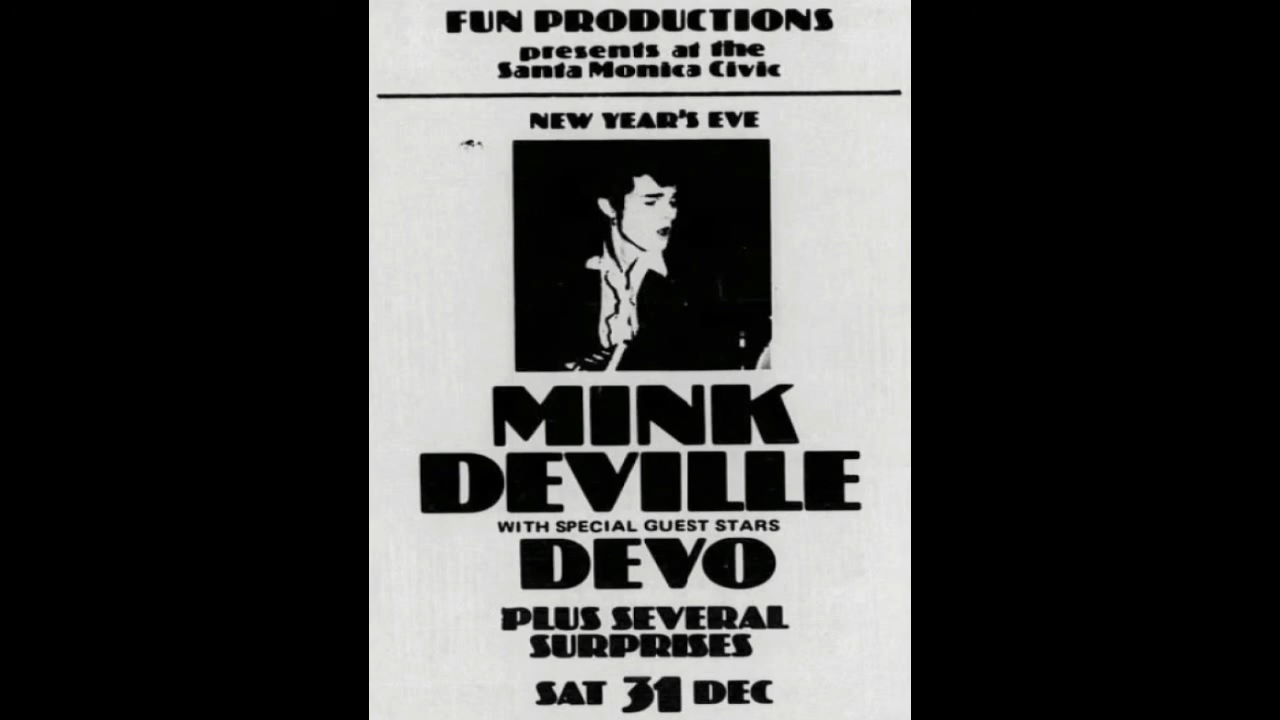 FUN PRODUCTIONS
presents at the
Santa Monica Civic
NEW YEAR'S EVE
MINK
DEVILLE
WITH SPECIAL GUEST STARS
DEVO
PLUS SEVERAL
SURPRISES
SAT 31 DEC